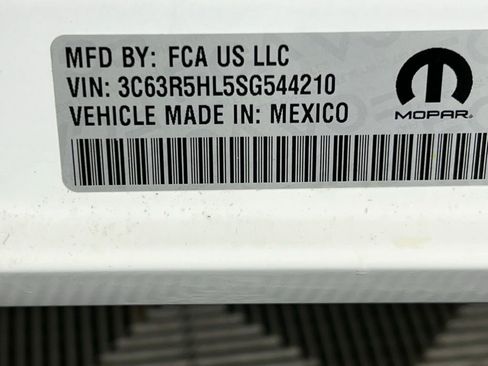 MFD BY: FCA US LLC
VIN: 3C63R5HL5SG544210
VEHICLE MADE IN: MEXICO
MOPAR®